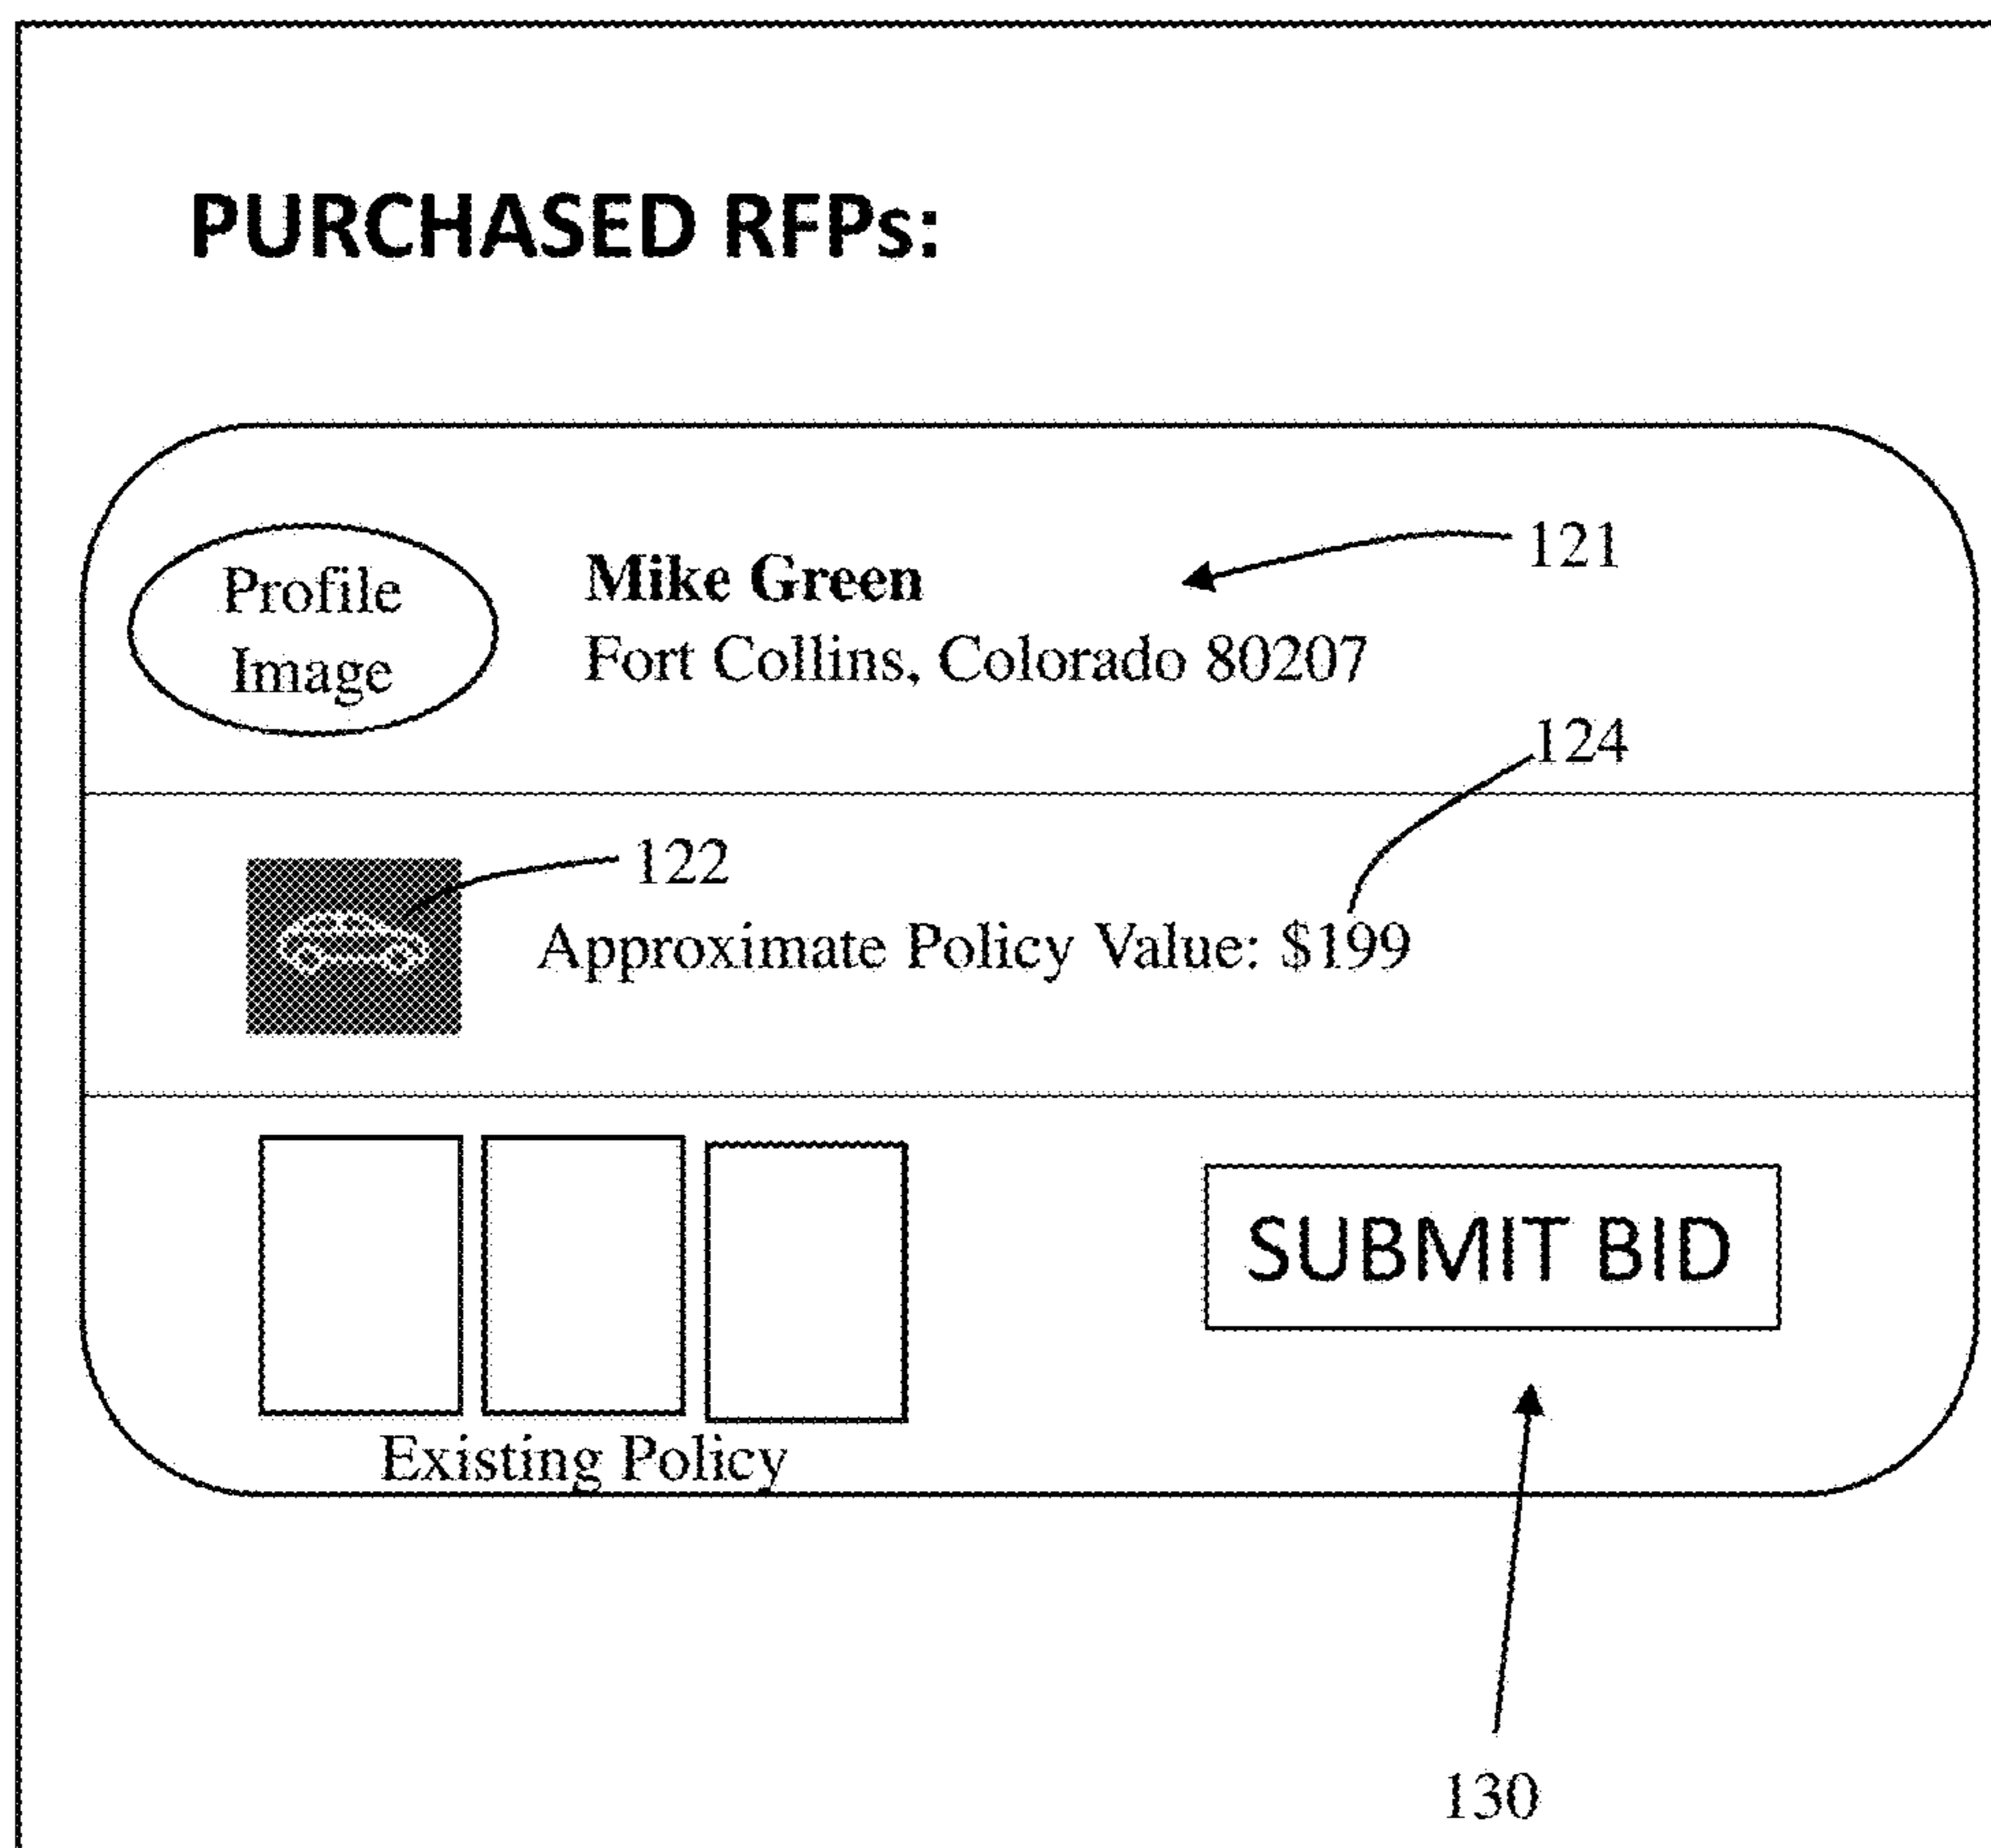 PURCHASED RFPs:
Profile
Image
Mike Green
Fort Collins, Colorado 80207
121
124
122
Approximate Policy Value: $199
Existing Policy
SUBMIT BID
130